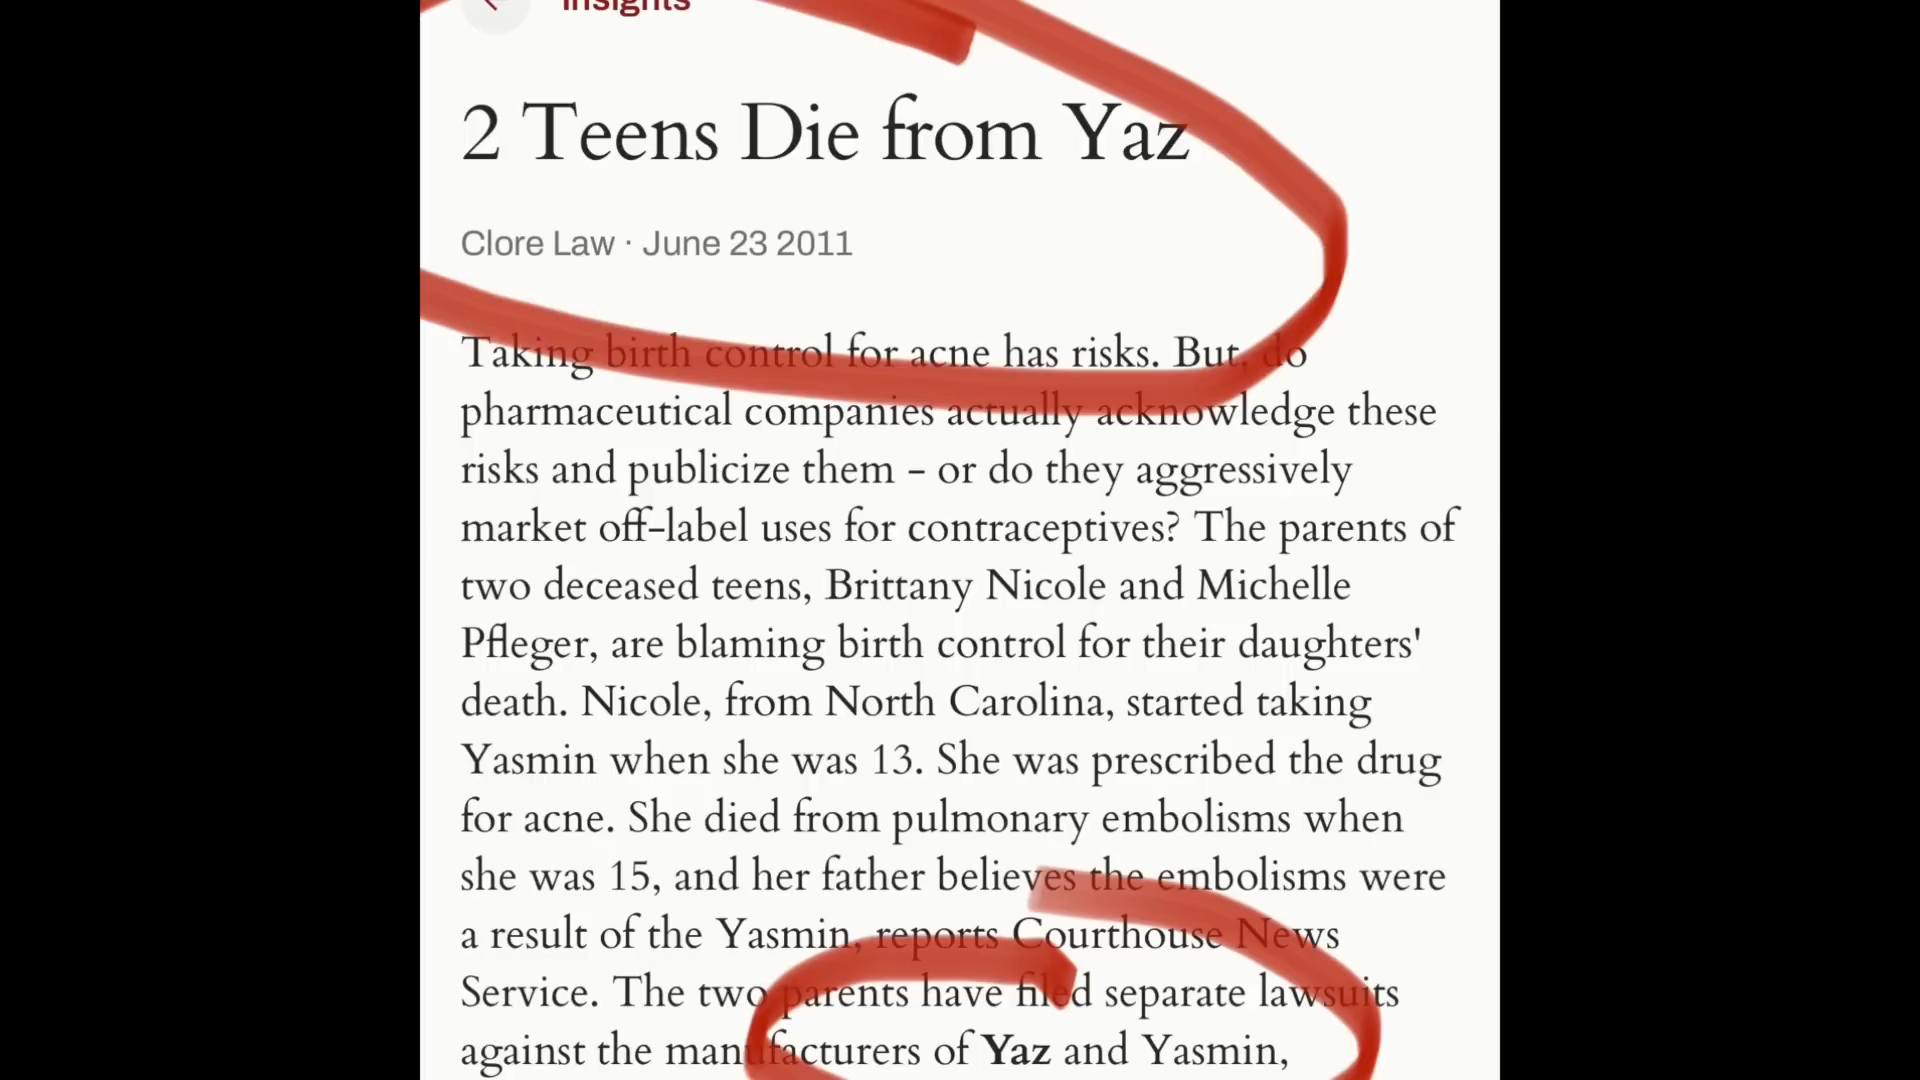 Insights
2 Teens Die from Yaz
Clore Law · June 23 2011
Taking birth control for acne has risks. But, do
pharmaceutical companies actually acknowledge these
risks and publicize them - or do they aggressively
market off-label uses for contraceptives? The parents of
two deceased teens, Brittany Nicole and Michelle
Pfleger, are blaming birth control for their daughters'
death. Nicole, from North Carolina, started taking
Yasmin when she was 13. She was prescribed the drug
for acne. She died from pulmonary embolisms when
she was 15, and her father believes the embolisms were
a result of the Yasmin, reports Courthouse News
Service. The two parents have filed separate lawsuits
against the manufacturers of Yaz and Yasmin,